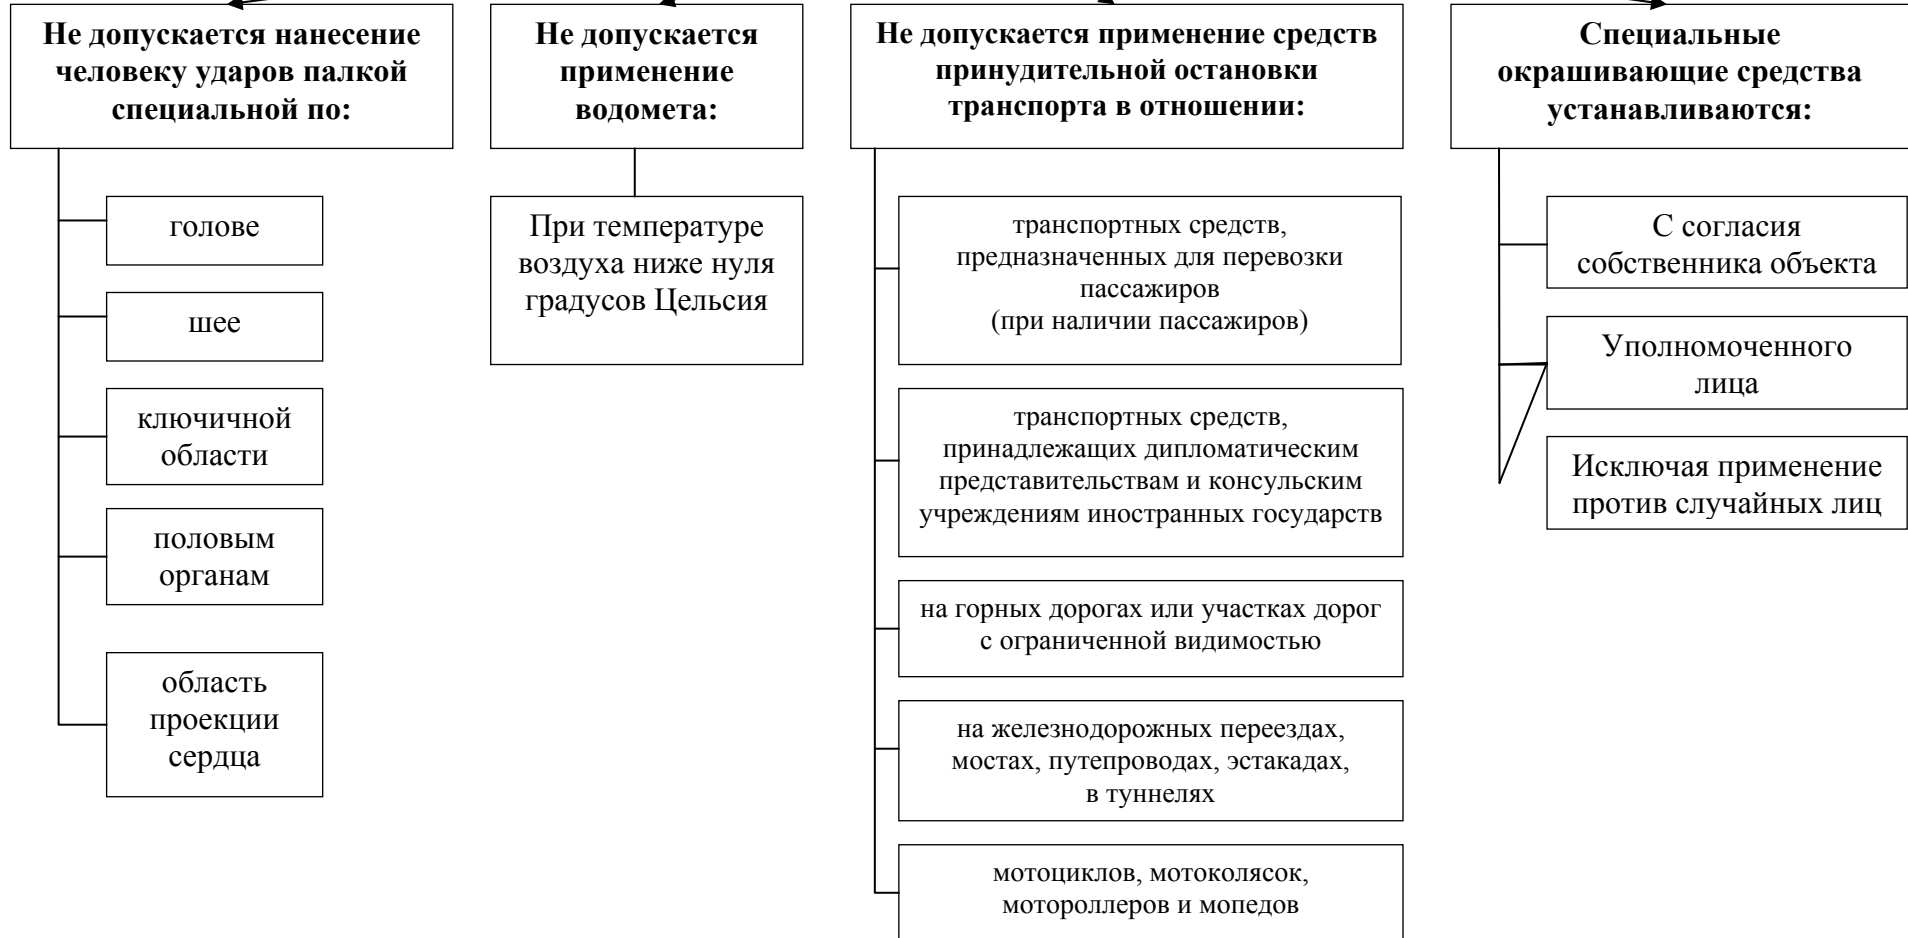 Не допускается нанесение
человеку ударов палкой
специальной по:
голове
шее
ключичной
области
половым
органам
область
проекции
сердца
Не допускается
применение
водомета:
При температуре
воздуха ниже нуля
градусов Цельсия
Не допускается применение средств
принудительной остановки
транспорта в отношении:
транспортных средств,
предназначенных для перевозки
пассажиров
(при наличии пассажиров)
транспортных средств,
принадлежащих дипломатическим
представительствам и консульским
учреждениям иностранных государств
на горных дорогах или участках дорог
с ограниченной видимостью
на железнодорожных переездах,
мостах, путепроводах, эстакадах,
в туннелях
мотоциклов, мотоколясок,
мотороллеров и мопедов
Специальные
окрашивающие средства
устанавливаются:
С согласия
собственника объекта
Уполномоченного
лица
Исключая применение
против случайных лиц